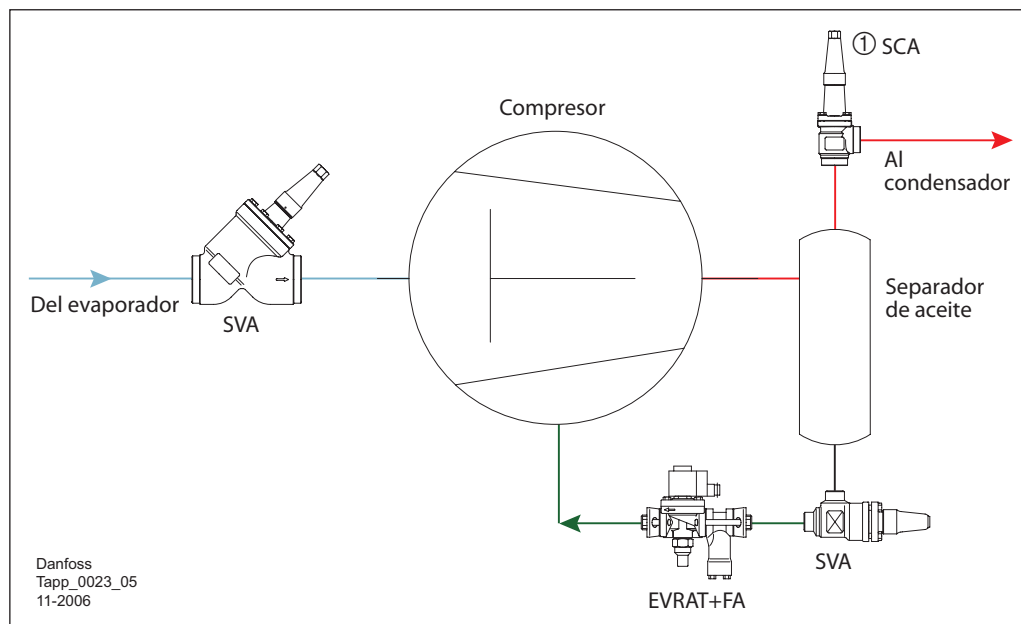 ① SCA
Compresor
Al
condensador
Del evaporador
SVA
Separador
de aceite
SVA
EVRAT+FA
Danfoss
Tapp_0023_05
11-2006